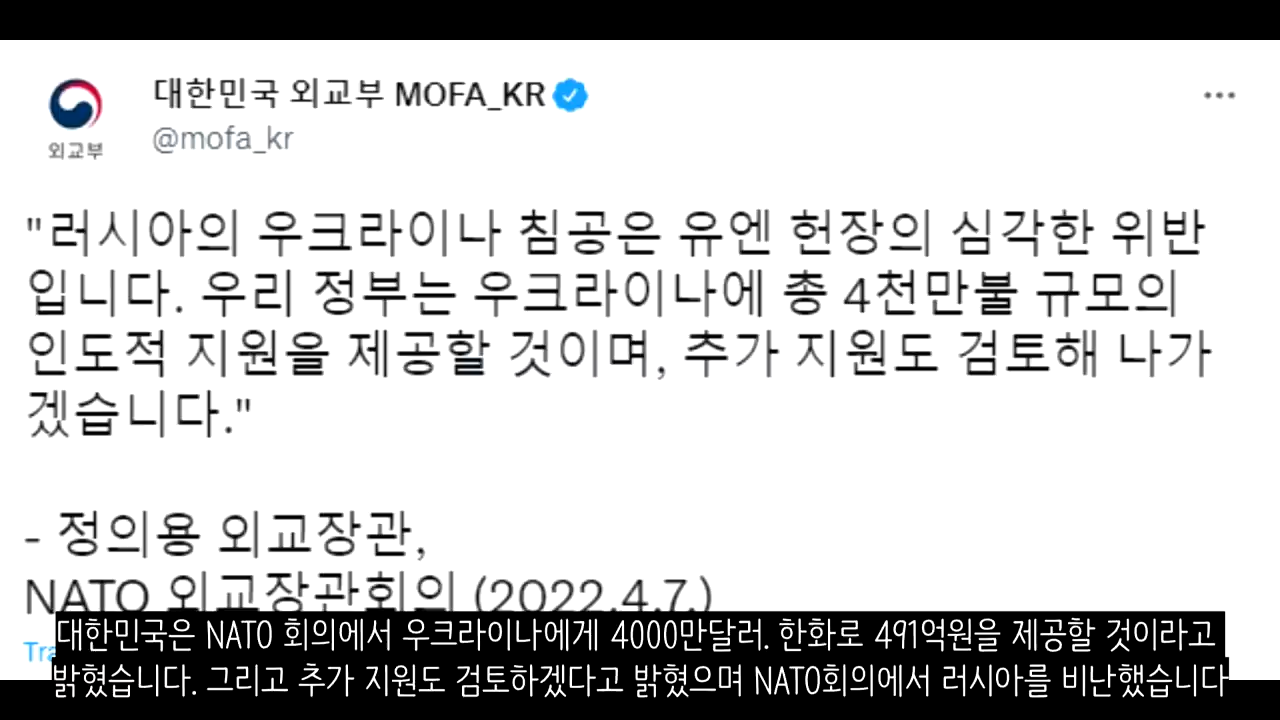 대한민국 외교부 MOFA_KR
외교부
@mofa_kr
"러시아의 우크라이나 침공은 유엔 헌장의 심각한 위반
입니다. 우리 정부는 우크라이나에 총 4천만불 규모의
인도적 지원을 제공할 것이며, 추가 지원도 검토해 나가
겠습니다."
- 정의용 외교장관,
NATO 외교장관회의 (2022.4.7.)
대한민국은 NATO 회의에서 우크라이나에게 4000만달러. 한화로 491억원을 제공할 것이라고
밝혔습니다. 그리고 추가 지원도 검토하겠다고 밝혔으며 NATO회의에서 러시아를 비난했습니다